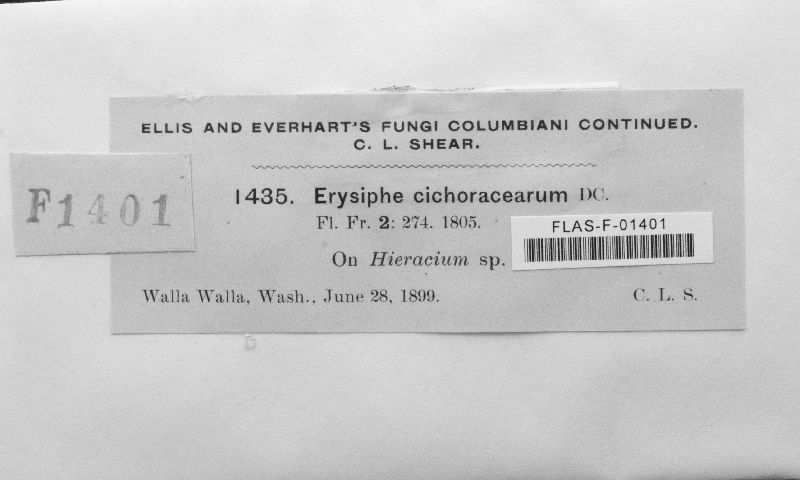 ELLIS AND EVERHART'S FUNGI COLUMBIANI CONTINUED.
C. L. SHEAR.
F1401
1435. Erysiphe cichoracearum DC.
Fl. Fr. 2: 274. 1805.
FLAS-F-01401
On Hieracium sp.
Walla Walla, Wash., June 28, 1899. C. L. S.